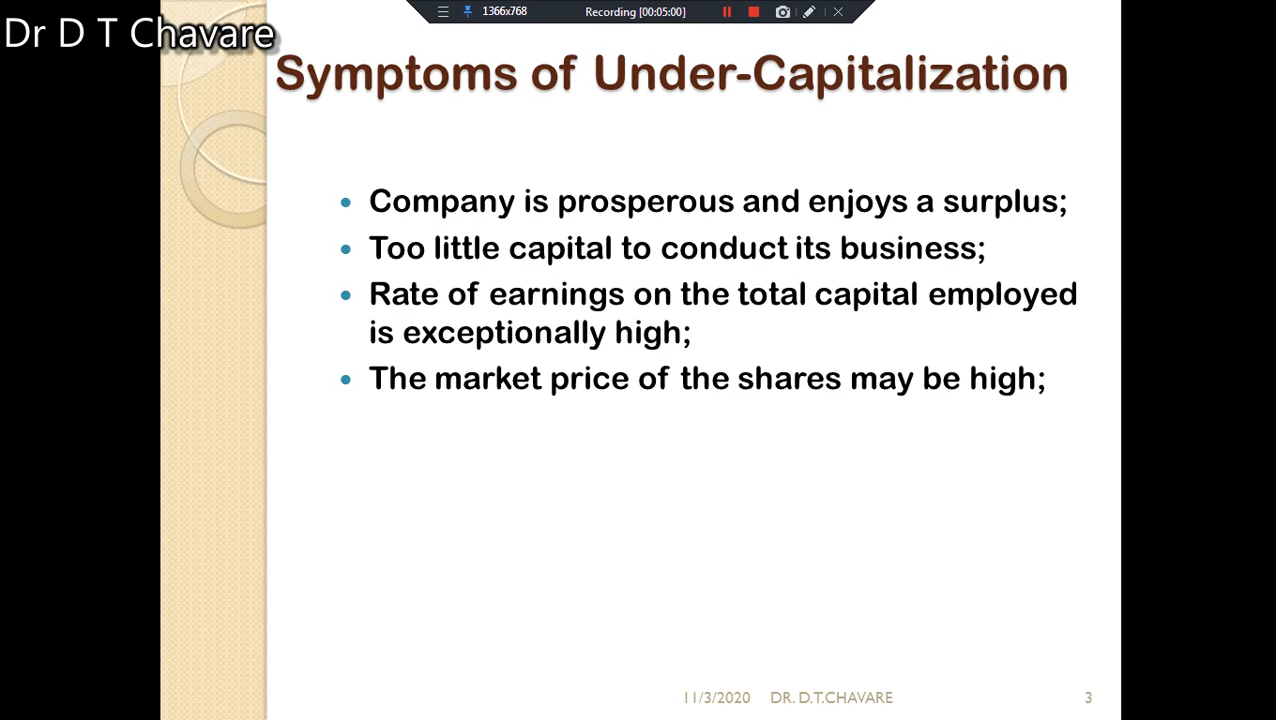 1366x768
Recording [00:05:00]
Dr D T Chavare
Symptoms of Under-Capitalization
• Company is prosperous and enjoys a surplus;
• Too little capital to conduct its business;
• Rate of earnings on the total capital employed
is exceptionally high;
• The market price of the shares may be high;
11/3/2020
DR. D.T.CHAVARE
3